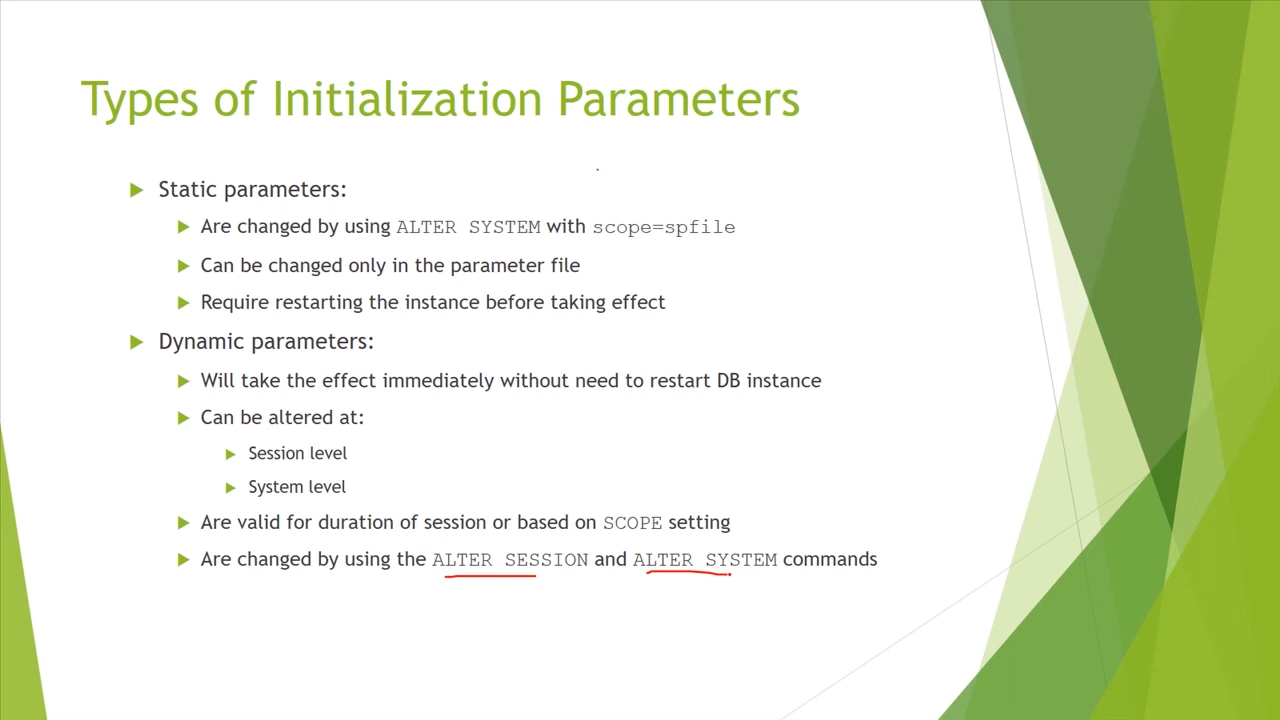 Types of Initialization Parameters
Static parameters:
Are changed by using ALTER SYSTEM with scope=spfile
Can be changed only in the parameter file
Require restarting the instance before taking effect
Dynamic parameters:
Will take the effect immediately without need to restart DB instance
Can be altered at:
Session level
System level
Are valid for duration of session or based on SCOPE setting
Are changed by using the ALTER SESSION and ALTER SYSTEM commands